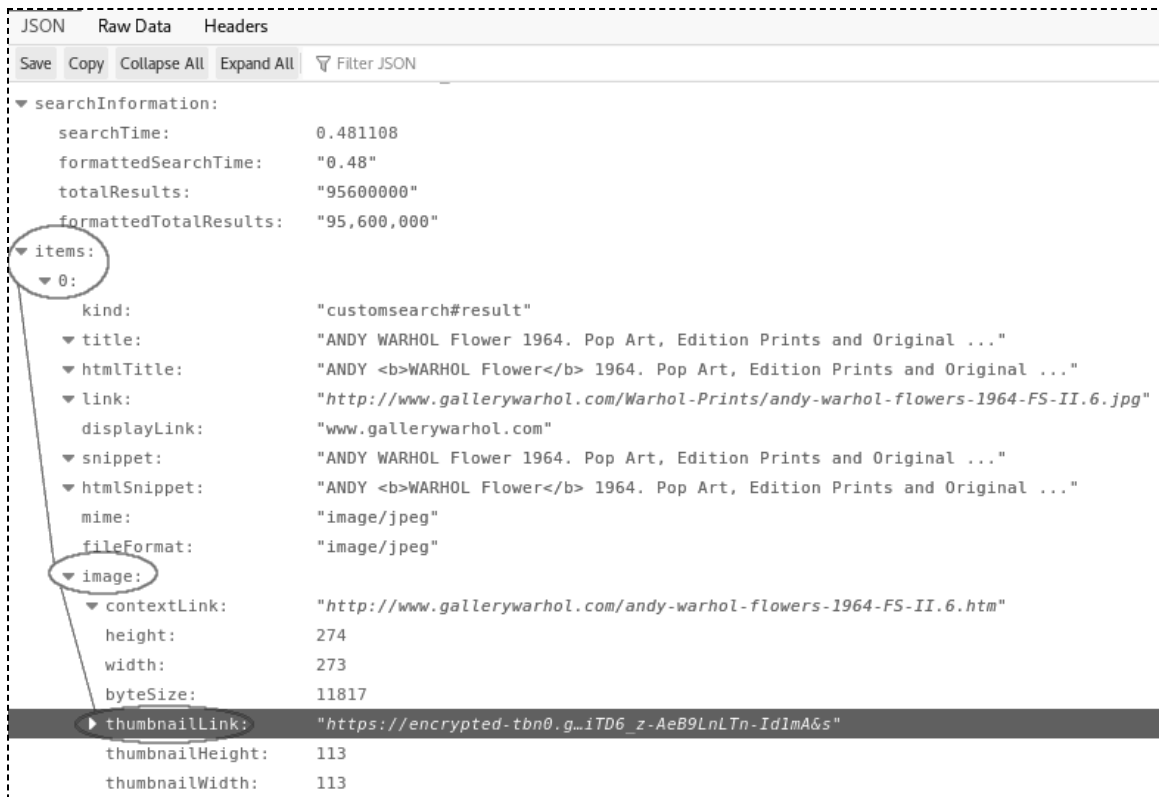 JSON Raw Data Headers
Save Copy Collapse All Expand All Filter JSON
searchInformation:
searchTime: 0.481108
formattedSearchTime: "0.48"
totalResults: "95600000"
formattedTotalResults: "95,600,000"
items:
0:
kind: "customsearch#result"
title: "ANDY WARHOL Flower 1964. Pop Art, Edition Prints and Original ..."
htmlTitle: "ANDY <b>WARHOL Flower</b> 1964. Pop Art, Edition Prints and Original ..."
link: "http://www.gallerywarhol.com/Warhol-Prints/andy-warhol-flowers-1964-FS-II.6.jpg"
displayLink: "www.gallerywarhol.com"
snippet: "ANDY WARHOL Flower 1964. Pop Art, Edition Prints and Original ..."
htmlSnippet: "ANDY <b>WARHOL Flower</b> 1964. Pop Art, Edition Prints and Original ..."
mime: "image/jpeg"
fileFormat: "image/jpeg"
image:
contextLink: "http://www.gallerywarhol.com/andy-warhol-flowers-1964-FS-II.6.htm"
height: 274
width: 273
byteSize: 11817
thumbnailLink: "https://encrypted-tbn0.g…iTD6_z-AeB9LnLTn-Id1mA&s"
thumbnailHeight: 113
thumbnailWidth: 113